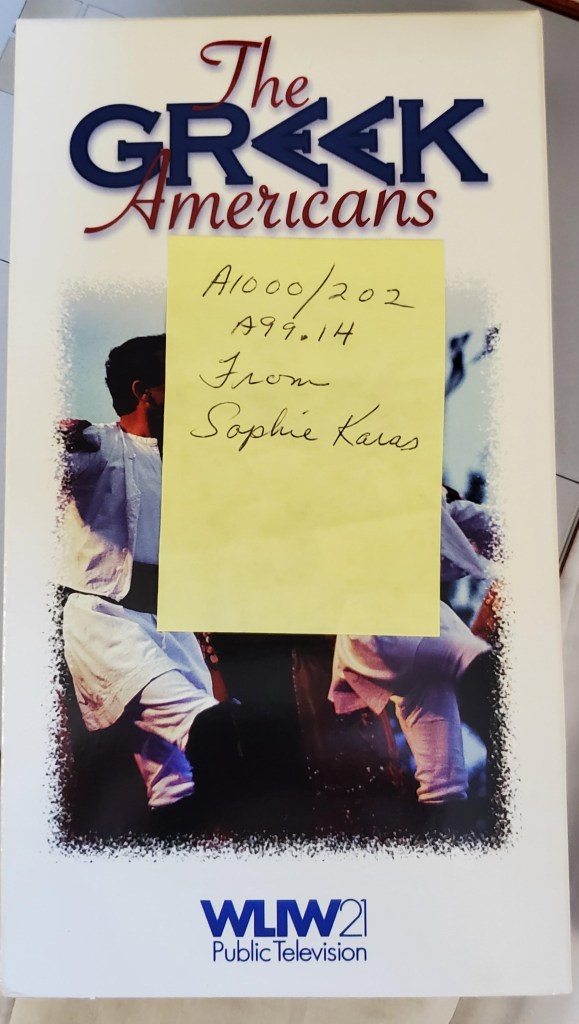 The
GREEK
Americans
A1000/202
A99.14
From
Sophie Karas
WLIW21
Public Television